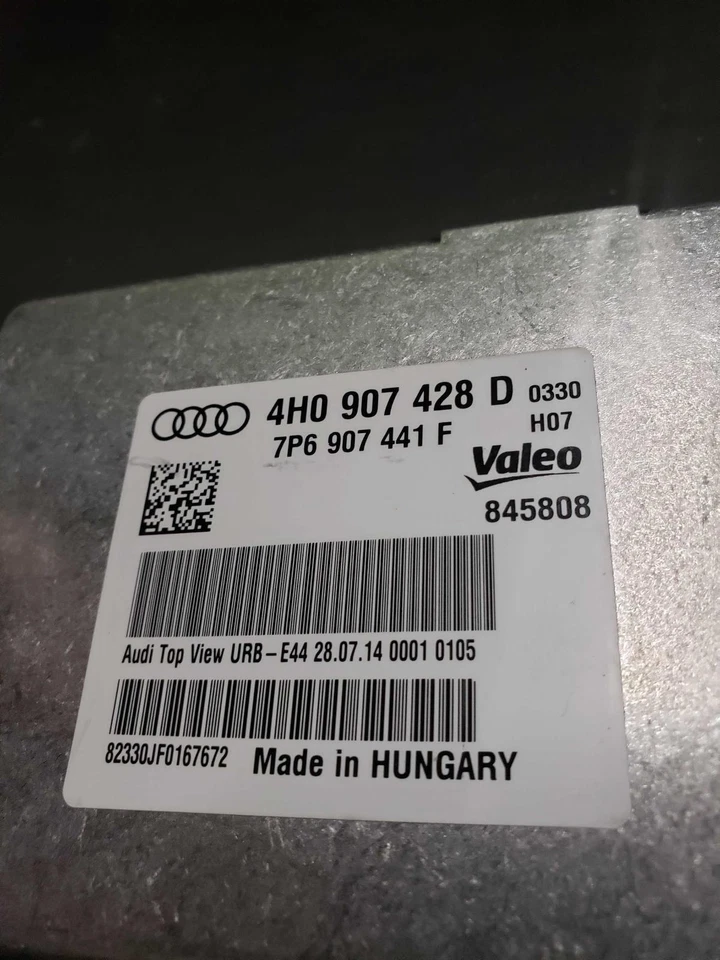 4H0 907 428 D 0330
7P6 907 441 F H07
Valeo
845808
Audi Top View URB-E44 28.07.14 0001 0105
82330JF0167672 Made in HUNGARY